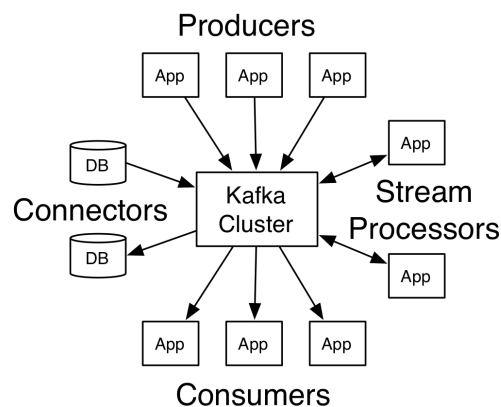 Producers
App
App
App
DB
App
Kafka
Cluster
Connectors
Stream
Processors
DB
App
App
App
App
Consumers